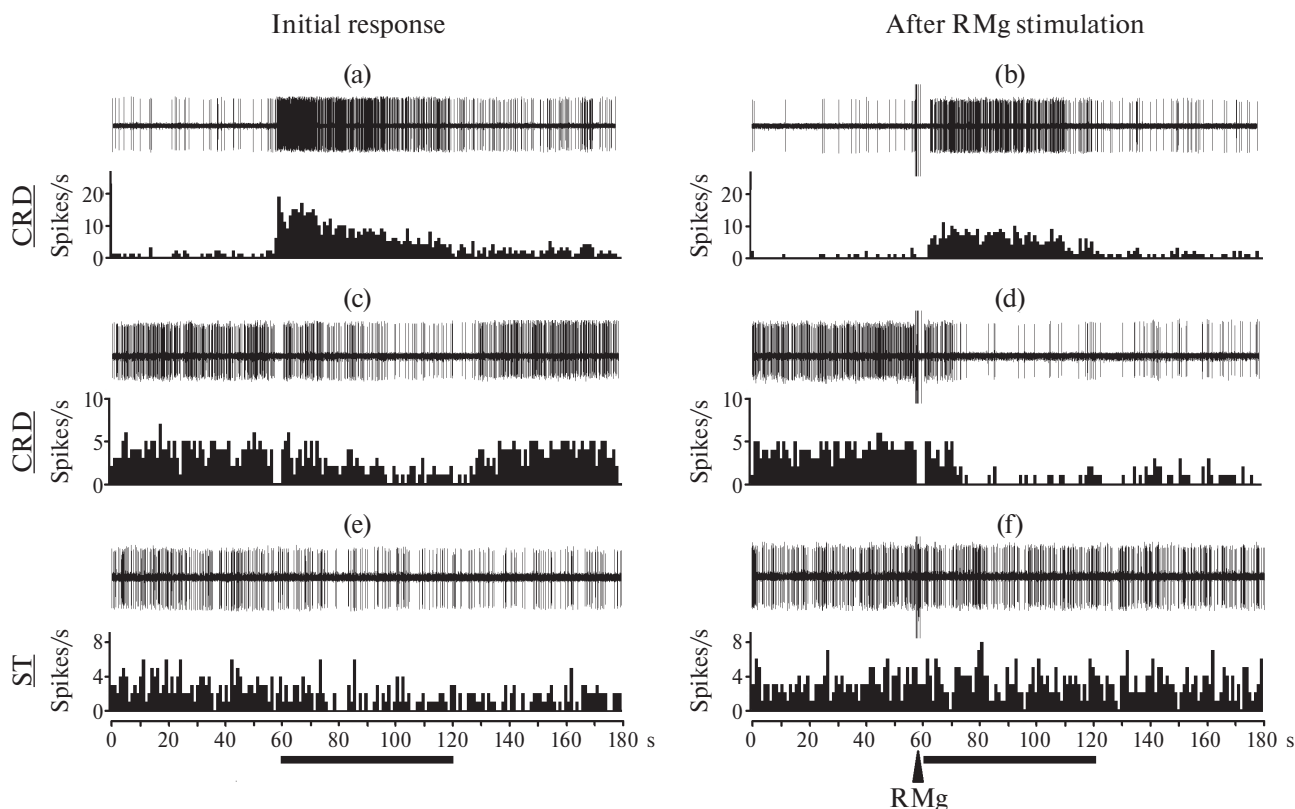 Initial response
After RMg stimulation
(a)
(b)
CRD
Spikes/s
20
10
0
Spikes/s
20
10
0
(c)
(d)
CRD
Spikes/s
10
5
0
Spikes/s
10
5
0
(e)
(f)
ST
Spikes/s
8
4
0
Spikes/s
8
4
0
0 20 40 60 80 100 120 140 160 180 s
0 20 40 60 80 100 120 140 160 180 s
RMg